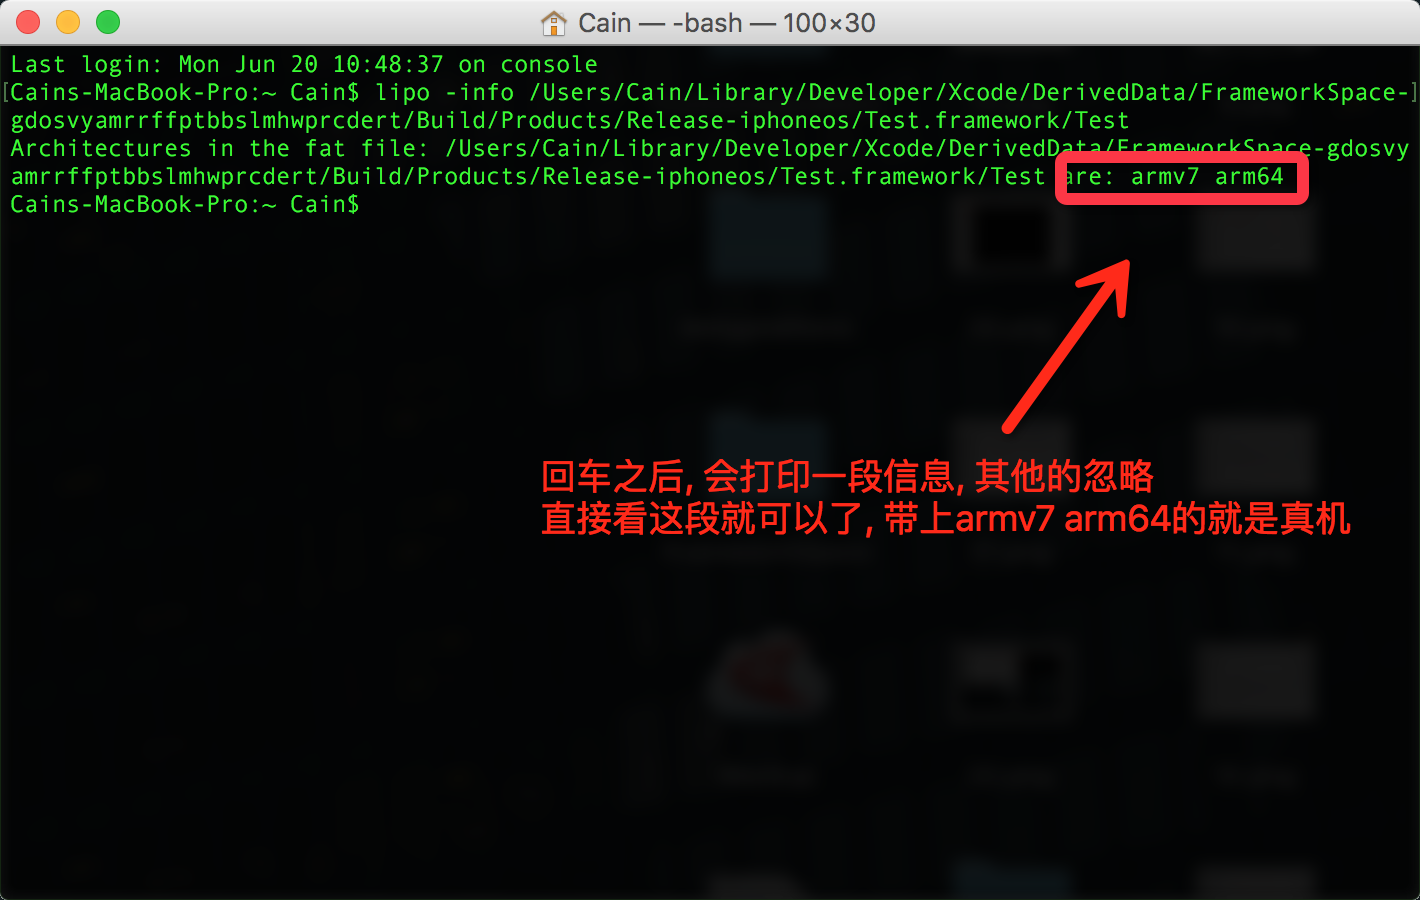 Cain — -bash — 100×30
Last login: Mon Jun 20 10:48:37 on console
[Cains-MacBook-Pro:~ Cain$ lipo -info /Users/Cain/Library/Developer/Xcode/DerivedData/FrameworkSpace-]
gdosvyamrrffptbbslmhwprcdert/Build/Products/Release-iphoneos/Test.framework/Test
Architectures in the fat file: /Users/Cain/Library/Developer/Xcode/DerivedData/FrameworkSpace-gdosvy
amrrffptbbslmhwprcdert/Build/Products/Release-iphoneos/Test.framework/Test are: armv7 arm64
Cains-MacBook-Pro:~ Cain$
回车之后, 会打印一段信息, 其他的忽略
直接看这段就可以了, 带上armv7 arm64的就是真机